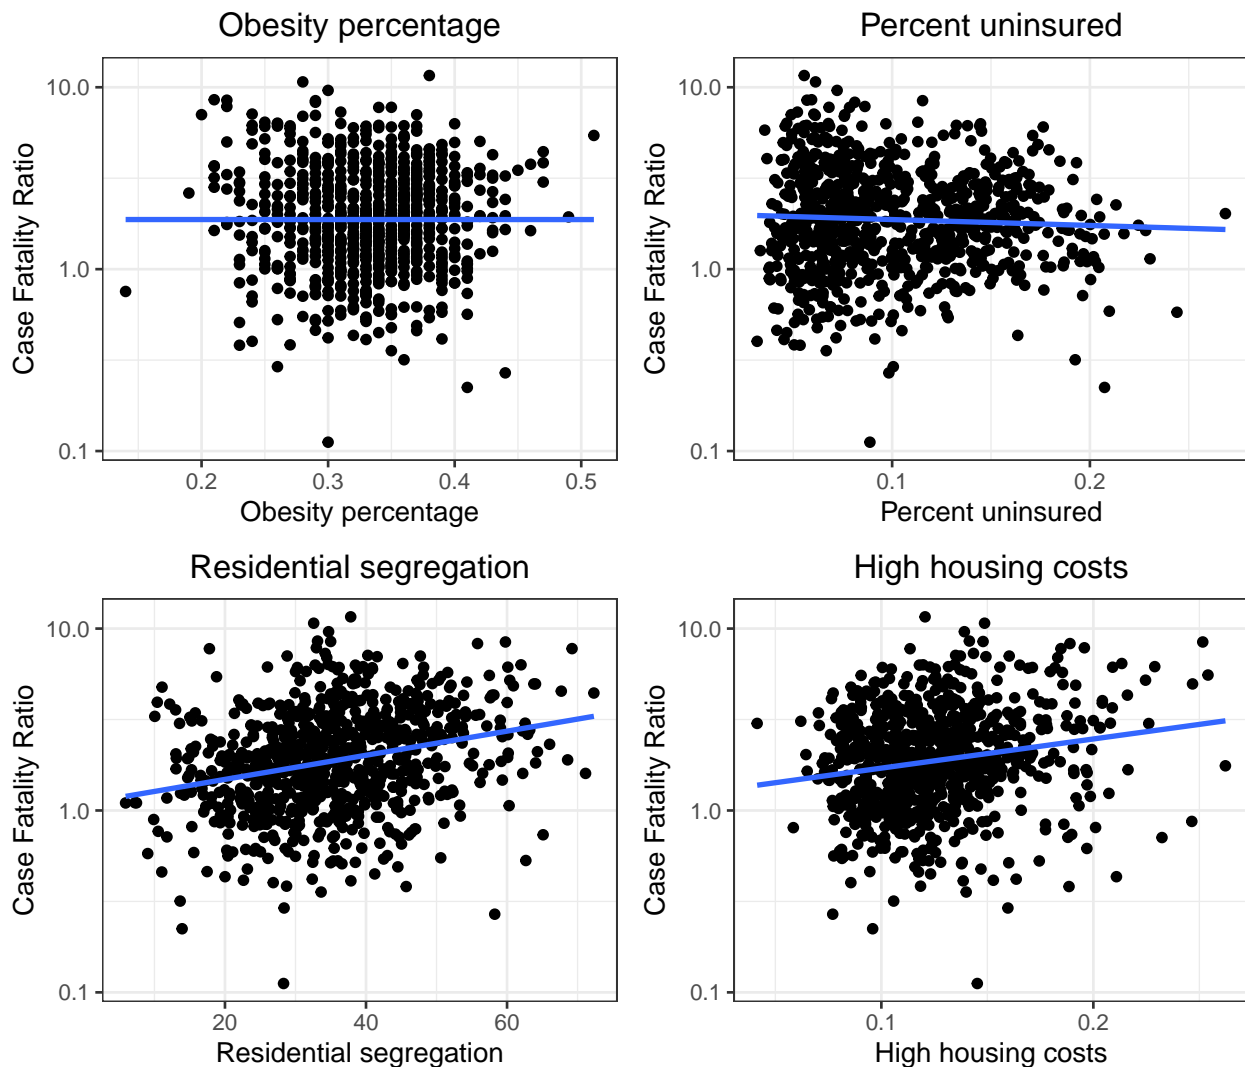 Obesity percentage
Case Fatality Ratio
10.0
1.0
0.1
0.2 0.3 0.4 0.5
Obesity percentage
Percent uninsured
Case Fatality Ratio
10.0
1.0
0.1
0.1 0.2
Percent uninsured
Residential segregation
Case Fatality Ratio
10.0
1.0
0.1
20 40 60
Residential segregation
High housing costs
Case Fatality Ratio
10.0
1.0
0.1
0.1 0.2
High housing costs